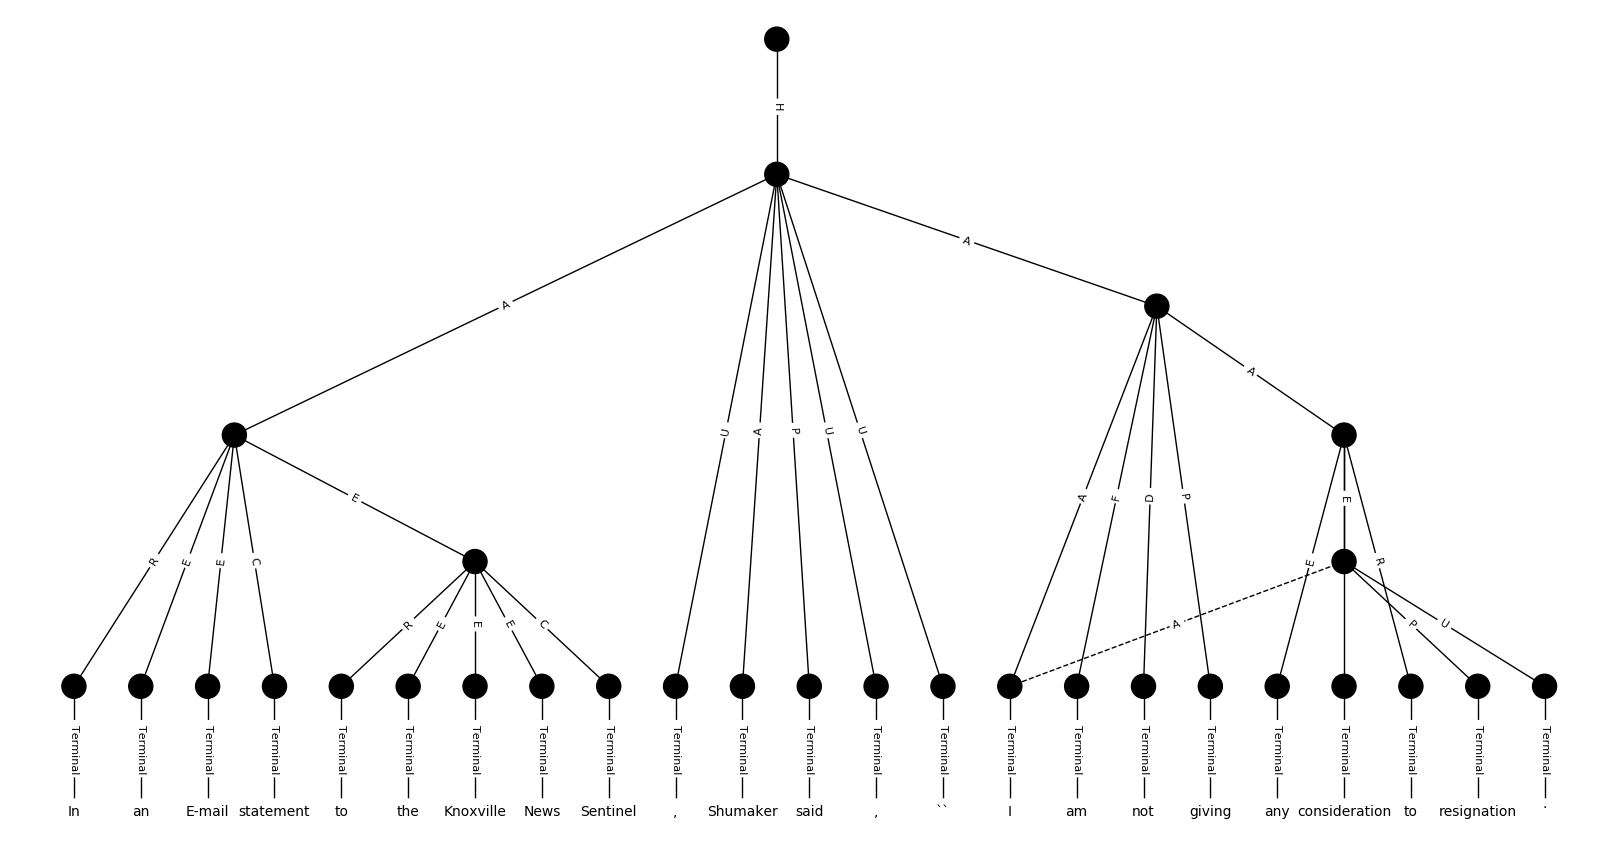 H
A
A
A
E
U
A
P
U
U
A
F
D
P
E
R
E
E
C
E
R
R
E
E
E
C
A
P
U
Terminal Terminal Terminal Terminal Terminal Terminal Terminal Terminal Terminal Terminal Terminal Terminal Terminal Terminal Terminal Terminal Terminal Terminal Terminal Terminal Terminal Terminal Terminal
In an E-mail statement to the Knoxville News Sentinel , Shumaker said , `` I am not giving any consideration to resignation .